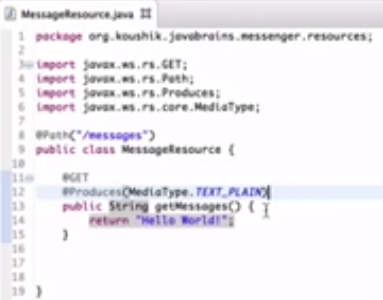 MessageResource.java
1 package org.koushik.javabrains.messenger.resources;
2
3 import javax.ws.rs.GET;
4 import javax.ws.rs.Path;
5 import javax.ws.rs.Produces;
6 import javax.ws.rs.core.MediaType;
7
8 @Path("/messages")
9 public class MessageResource {
10
11 @GET
12 @Produces(MediaType.TEXT_PLAIN)
13 public String getMessages() {
14 return "Hello World!";
15 }
16
17
18
19 }